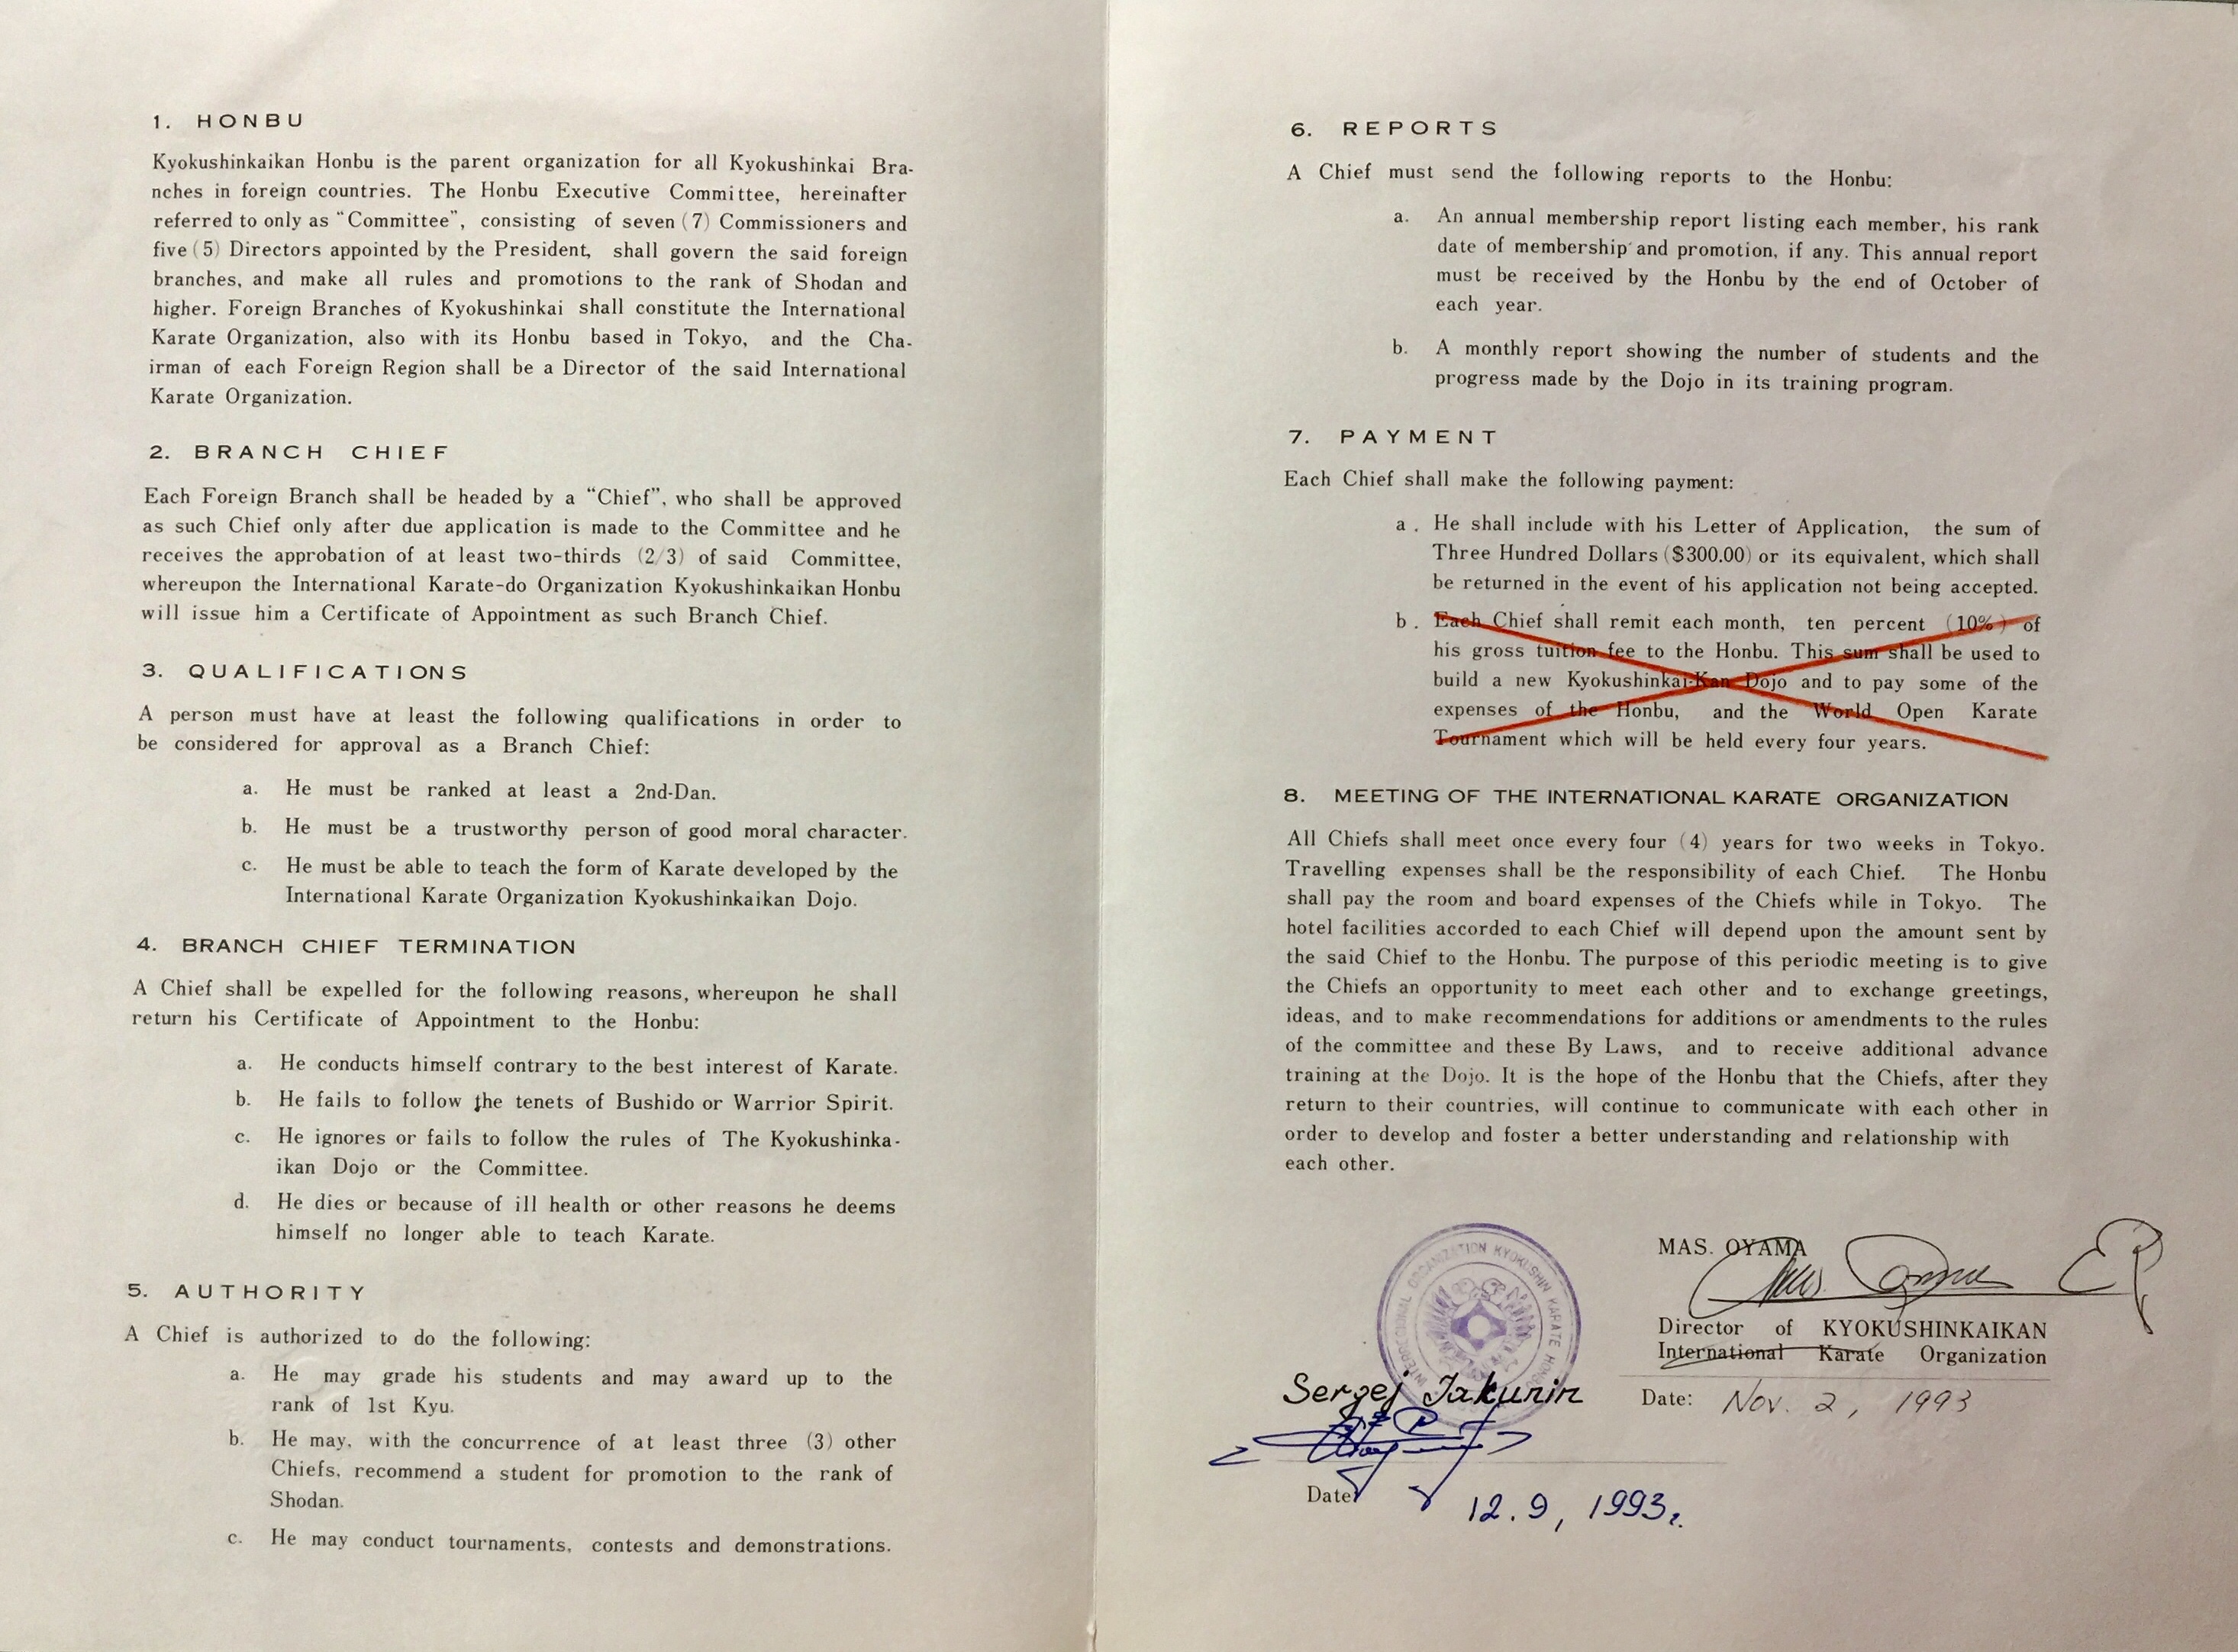 1. HONBU
Kyokushinkaikan Honbu is the parent organization for all Kyokushinkai Bra-
nches in foreign countries. The Honbu Executive Committee, hereinafter
referred to only as "Committee", consisting of seven (7) Commissioners and
five (5) Directors appointed by the President, shall govern the said foreign
branches, and make all rules and promotions to the rank of Shodan and
higher. Foreign Branches of Kyokushinkai shall constitute the International
Karate Organization, also with its Honbu based in Tokyo, and the Cha-
irman of each Foreign Region shall be a Director of the said International
Karate Organization.
2. BRANCH CHIEF
Each Foreign Branch shall be headed by a "Chief", who shall be approved
as such Chief only after due application is made to the Committee and he
receives the approbation of at least two-thirds (2/3) of said Committee,
whereupon the International Karate-do Organization Kyokushinkaikan Honbu
will issue him a Certificate of Appointment as such Branch Chief.
3. QUALIFICATIONS
A person must have at least the following qualifications in order to
be considered for approval as a Branch Chief:
a. He must be ranked at least a 2nd-Dan.
b. He must be a trustworthy person of good moral character.
c. He must be able to teach the form of Karate developed by the
International Karate Organization Kyokushinkaikan Dojo.
4. BRANCH CHIEF TERMINATION
A Chief shall be expelled for the following reasons, whereupon he shall
return his Certificate of Appointment to the Honbu:
a. He conducts himself contrary to the best interest of Karate.
b. He fails to follow the tenets of Bushido or Warrior Spirit.
c. He ignores or fails to follow the rules of The Kyokushinka-
ikan Dojo or the Committee.
d. He dies or because of ill health or other reasons he deems
himself no longer able to teach Karate.
5. AUTHORITY
A Chief is authorized to do the following:
a. He may grade his students and may award up to the
rank of 1st Kyu.
b. He may, with the concurrence of at least three (3) other
Chiefs, recommend a student for promotion to the rank of
Shodan.
c. He may conduct tournaments, contests and demonstrations.
6. REPORTS
A Chief must send the following reports to the Honbu:
a. An annual membership report listing each member, his rank
date of membership and promotion, if any. This annual report
must be received by the Honbu by the end of October of
each year.
b. A monthly report showing the number of students and the
progress made by the Dojo in its training program.
7. PAYMENT
Each Chief shall make the following payment:
a. He shall include with his Letter of Application, the sum of
Three Hundred Dollars ($300.00) or its equivalent, which shall
be returned in the event of his application not being accepted.
b. Each Chief shall remit each month, ten percent (10%) of
his gross tuition fee to the Honbu. This sum shall be used to
build a new Kyokushinkai-Kan Dojo and to pay some of the
expenses of the Honbu, and the World Open Karate
Tournament which will be held every four years.
8. MEETING OF THE INTERNATIONAL KARATE ORGANIZATION
All Chiefs shall meet once every four (4) years for two weeks in Tokyo.
Travelling expenses shall be the responsibility of each Chief. The Honbu
shall pay the room and board expenses of the Chiefs while in Tokyo. The
hotel facilities accorded to each Chief will depend upon the amount sent by
the said Chief to the Honbu. The purpose of this periodic meeting is to give
the Chiefs an opportunity to meet each other and to exchange greetings,
ideas, and to make recommendations for additions or amendments to the rules
of the committee and these By Laws, and to receive additional advance
training at the Dojo. It is the hope of the Honbu that the Chiefs, after they
return to their countries, will continue to communicate with each other in
order to develop and foster a better understanding and relationship with
each other.
MAS. OYAMA
Mas. Oyama
Director of KYOKUSHINKAIKAN
International Karate Organization
Date: Nov. 2, 1993
INTERREGIONAL ORGANIZATION KYOKUSHIN KARATE
Sergej Jakunin
Date
12.9, 1993г.